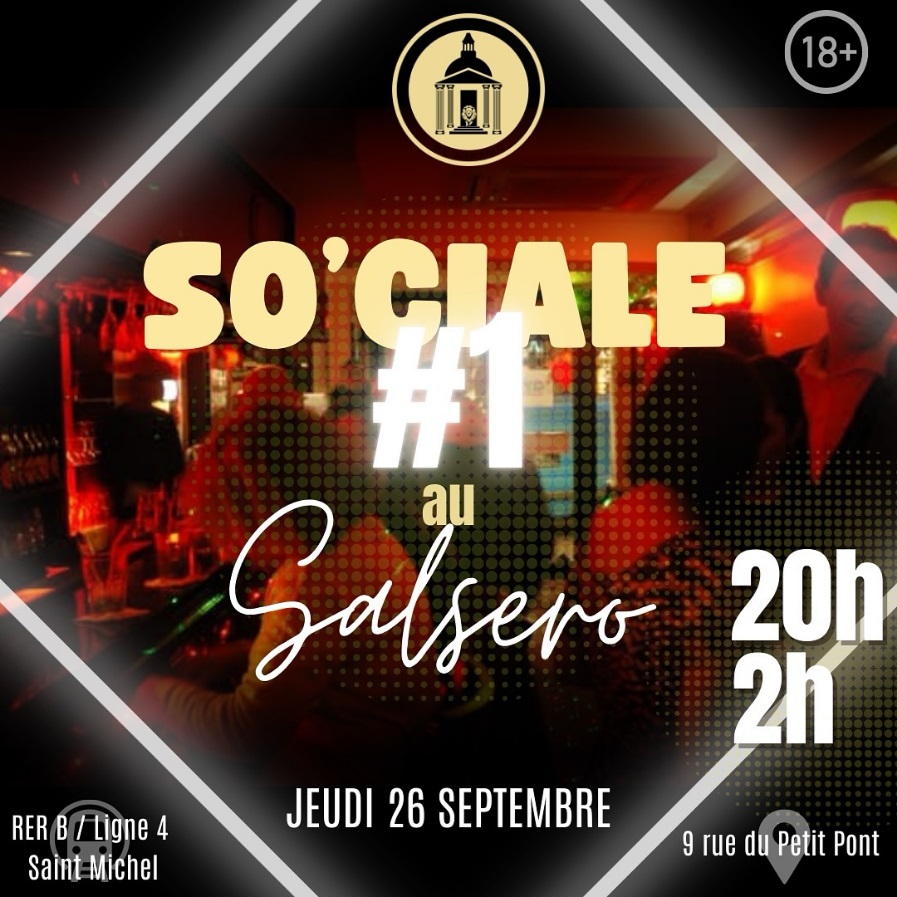 18+
SO'CIALE
#1
au
Salsero
20h
2h
JEUDI 26 SEPTEMBRE
RER B / Ligne 4
Saint Michel
9 rue du Petit Pont